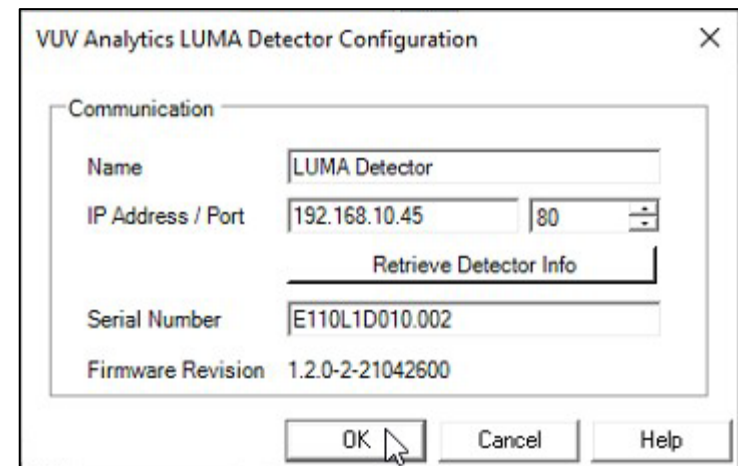 VUV Analytics LUMA Detector Configuration
Communication
Name LUMA Detector
IP Address / Port 192.168.10.45 80
Retrieve Detector Info
Serial Number E110L1D010.002
Firmware Revision 1.2.0-2-21042600
OK Cancel Help